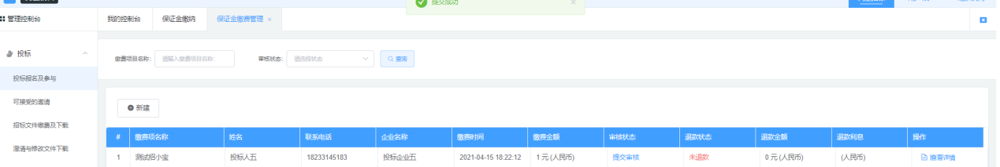 提交成功
管理控制台
我的控制台 保证金缴纳 保证金缴费管理 ×
投标
缴费项目名称: 请输入缴费项目名称: 审核状态: 请选择状态 查询
投标报名及参与
可接受的邀请
新建
招标文件缴费及下载
# 缴费项名称 姓名 联系电话 企业名称 缴费时间 缴费金额 审核状态 退款状态 退款金额 退款利息 操作
澄清与修改文件下载
1 测试招小宝 投标人五 18233145183 投标企业五 2021-04-15 18:22:12 1 元 (人民币) 提交审核 未退款 0 元 (人民币) (人民币) 查看详情